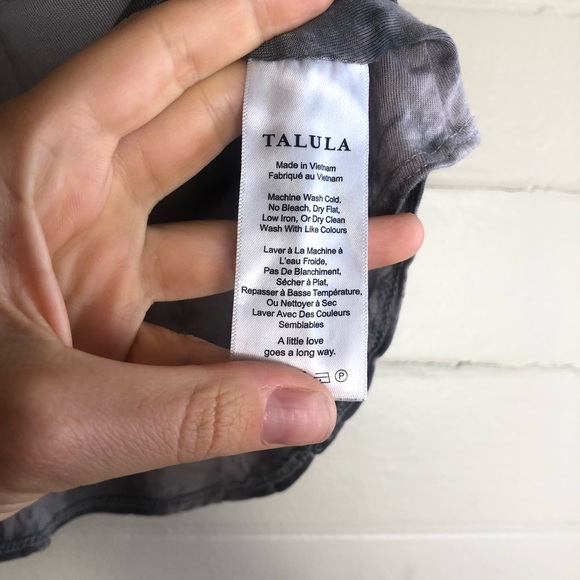 TALULA
Made in Vietnam
Fabriqué au Vietnam
Machine Wash Cold,
No Bleach, Dry Flat,
Low Iron, Or Dry Clean
Wash With Like Colours
Laver à La Machine à
L'eau Froide,
Pas De Blanchiment,
Sécher à Plat,
Repasser à Basse Température,
Ou Nettoyer à Sec
Laver Avec Des Couleurs
Semblables
A little love
goes a long way.
P